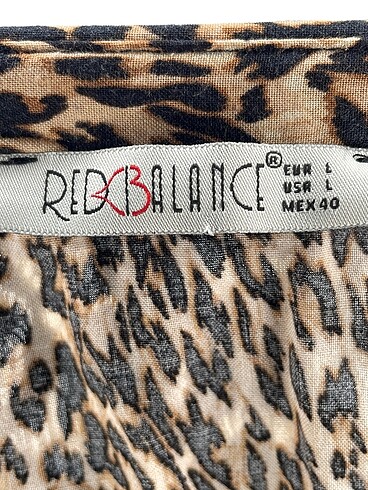 REDBALANCE®
EUR L
USA L
MEX 40